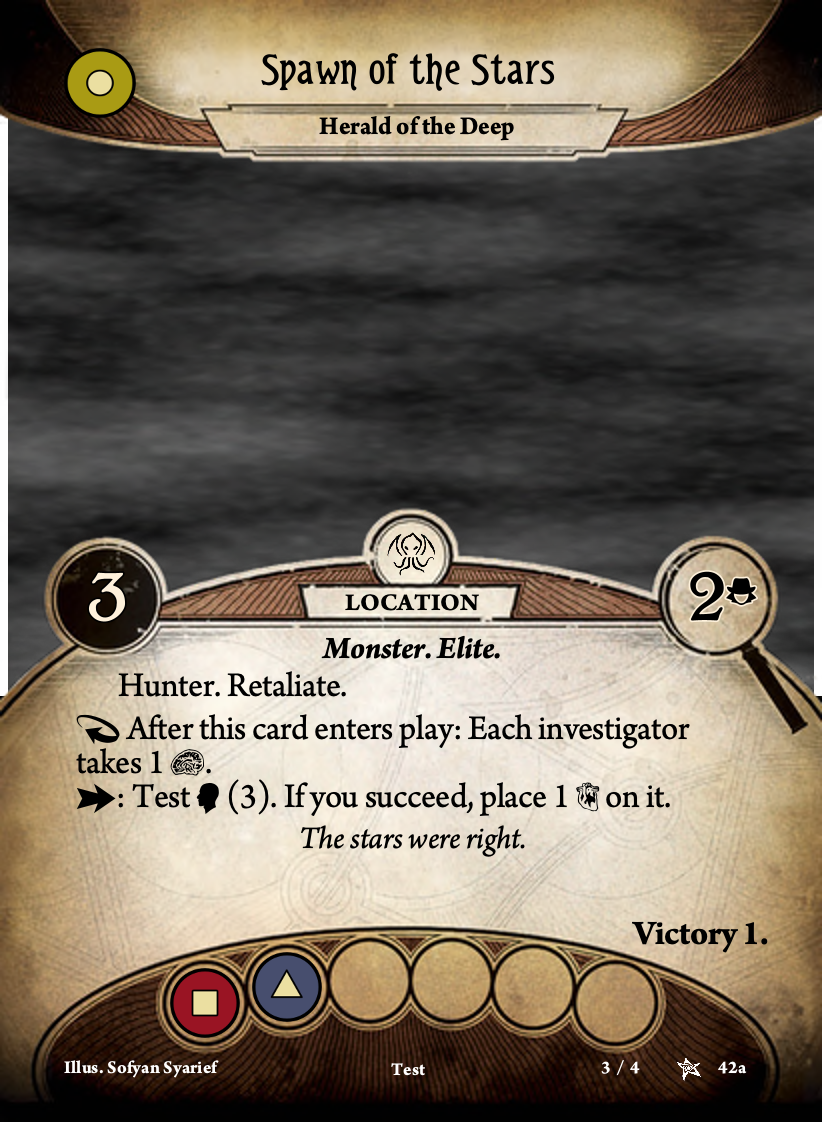 Spawn of the Stars
Herald of the Deep
3
2
LOCATION
Monster. Elite.
Hunter. Retaliate.
After this card enters play: Each investigator
takes 1 .
: Test (3). If you succeed, place 1 on it.
The stars were right.
Victory 1.
Illus. Sofyan Syarief
Test
3 / 4
42a